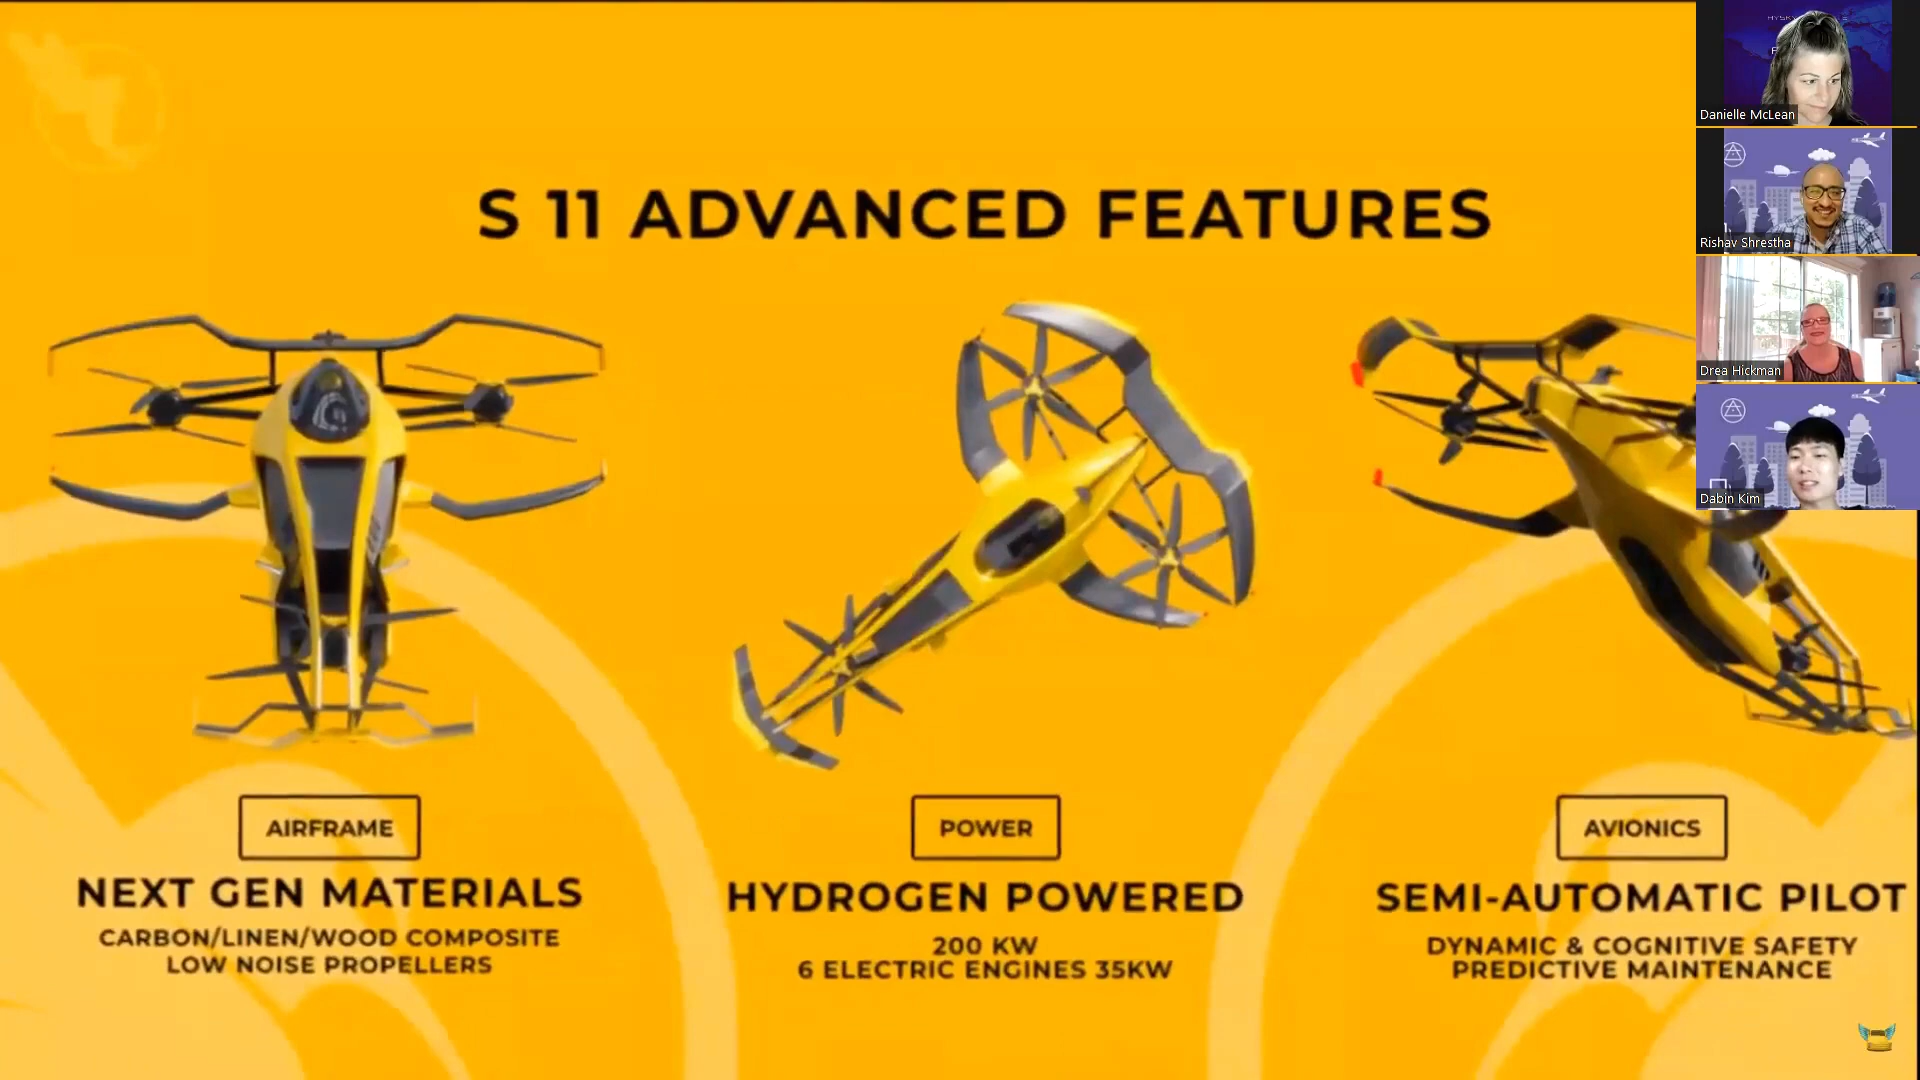 S 11 ADVANCED FEATURES
AIRFRAME
NEXT GEN MATERIALS
CARBON/LINEN/WOOD COMPOSITE
LOW NOISE PROPELLERS
POWER
HYDROGEN POWERED
200 KW
6 ELECTRIC ENGINES 35KW
AVIONICS
SEMI-AUTOMATIC PILOT
DYNAMIC & COGNITIVE SAFETY
PREDICTIVE MAINTENANCE
Danielle McLean
Rishav Shrestha
Drea Hickman
Dabin Kim